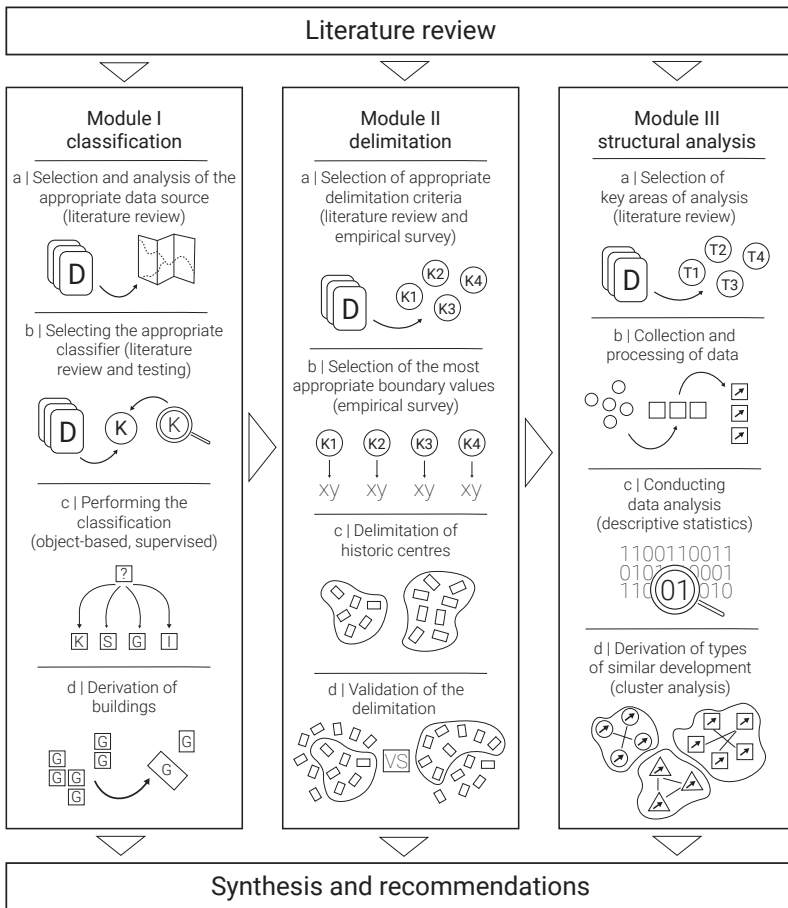 Literature review
Module I
classification
a | Selection and analysis of the
appropriate data source
(literature review)
D
b | Selecting the appropriate
classifier (literature
review and testing)
D K K
c | Performing the
classification
(object-based, supervised)
?
K S G I
d | Derivation of
buildings
G G G
G G G
G
G
Module II
delimitation
a | Selection of appropriate
delimitation criteria
(literature review and
empirical survey)
D K1 K2 K3 K4
b | Selection of the most
appropriate boundary values
(empirical survey)
K1 K2 K3 K4
xy xy xy xy
c | Delimitation of
historic centres
d | Validation of the
delimitation
VS
Module III
structural analysis
a | Selection of
key areas of analysis
(literature review)
D T1 T2 T3 T4
b | Collection and
processing of data
c | Conducting
data analysis
(descriptive statistics)
1100110011
010 0001
110 010
01
d | Derivation of types
of similar development
(cluster analysis)
Synthesis and recommendations